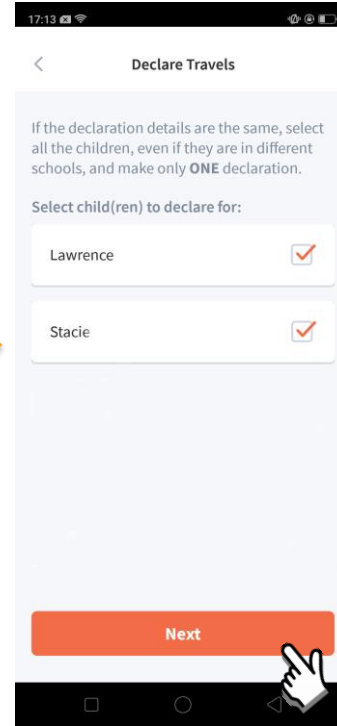 17:13
Declare Travels
If the declaration details are the same, select
all the children, even if they are in different
schools, and make only ONE declaration.
Select child(ren) to declare for:
Lawrence
Stacie
Next